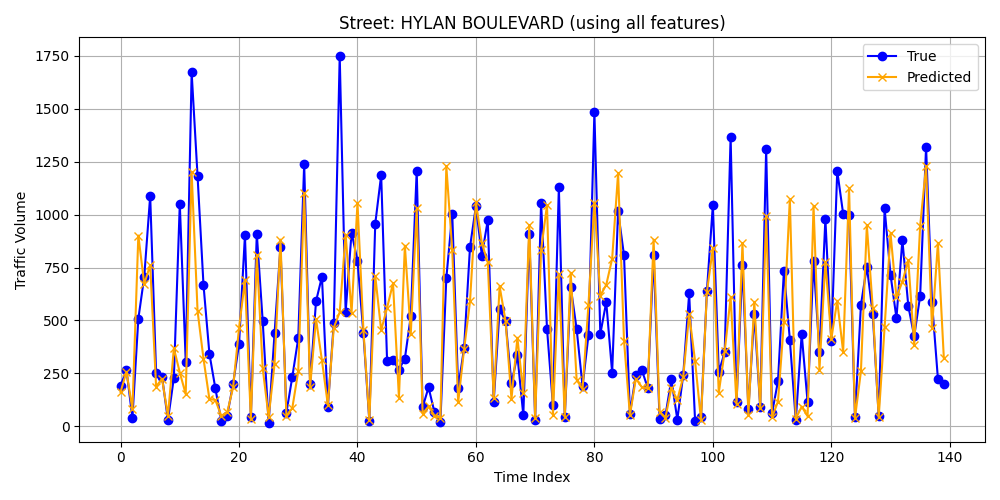 Street: HYLAN BOULEVARD (using all features)
True
Predicted
Traffic Volume
1750
1500
1250
1000
750
500
250
0
0 20 40 60 80 100 120 140
Time Index